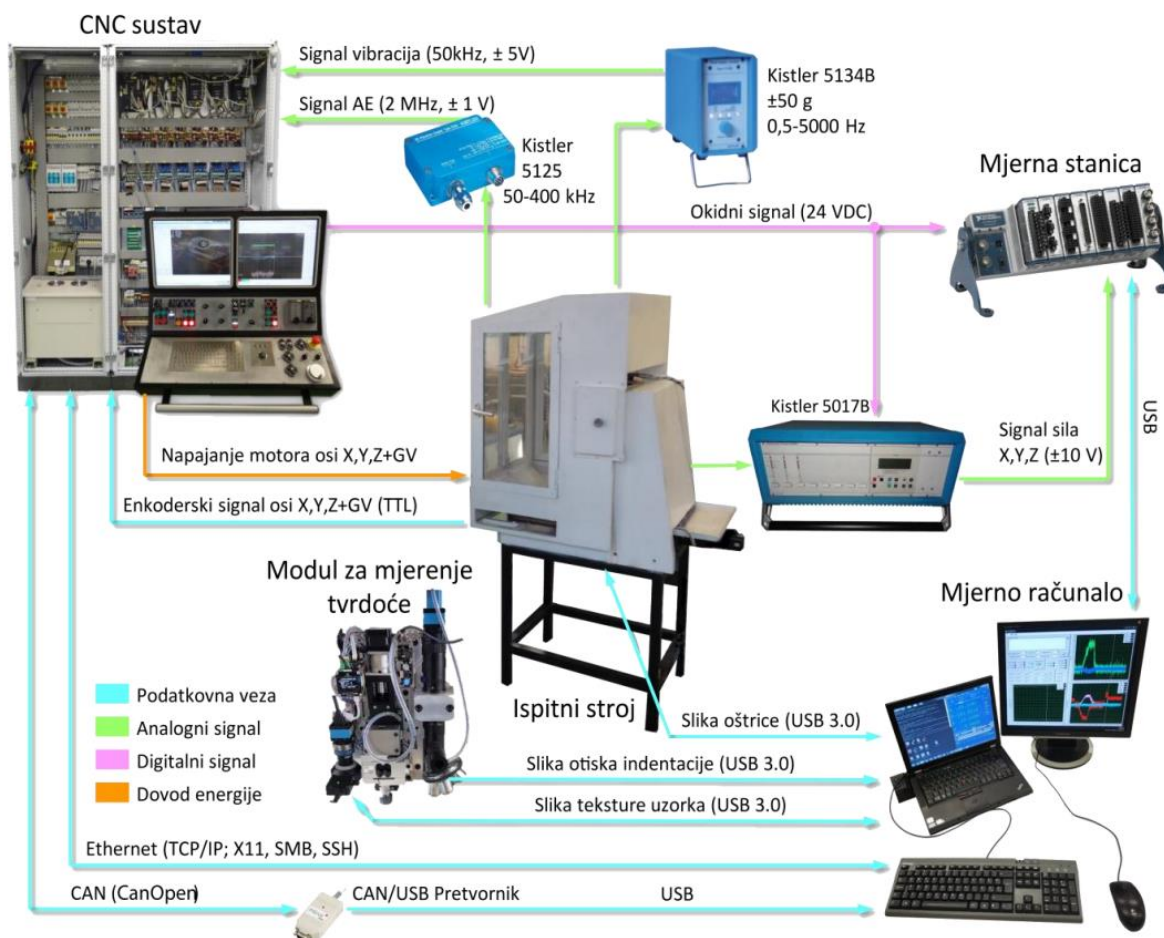 CNC sustav
Signal vibracija (50kHz, ± 5V)
Signal AE (2 MHz, ± 1 V)
Kistler
5125
50-400 kHz
Kistler 5134B
±50 g
0,5-5000 Hz
Mjerna stanica
Okidni signal (24 VDC)
Kistler 5017B
Signal sila
X,Y,Z (±10 V)
USB
Napajanje motora osi X,Y,Z+GV
Enkoderski signal osi X,Y,Z+GV (TTL)
Modul za mjerenje
tvrdoće
Mjerno računalo
Podatkovna veza
Analogni signal
Digitalni signal
Dovod energije
Ispitni stroj
Slika oštrice (USB 3.0)
Slika otiska indentacije (USB 3.0)
Slika teksture uzorka (USB 3.0)
Ethernet (TCP/IP; X11, SMB, SSH)
CAN (CanOpen)
CAN/USB Pretvornik
USB